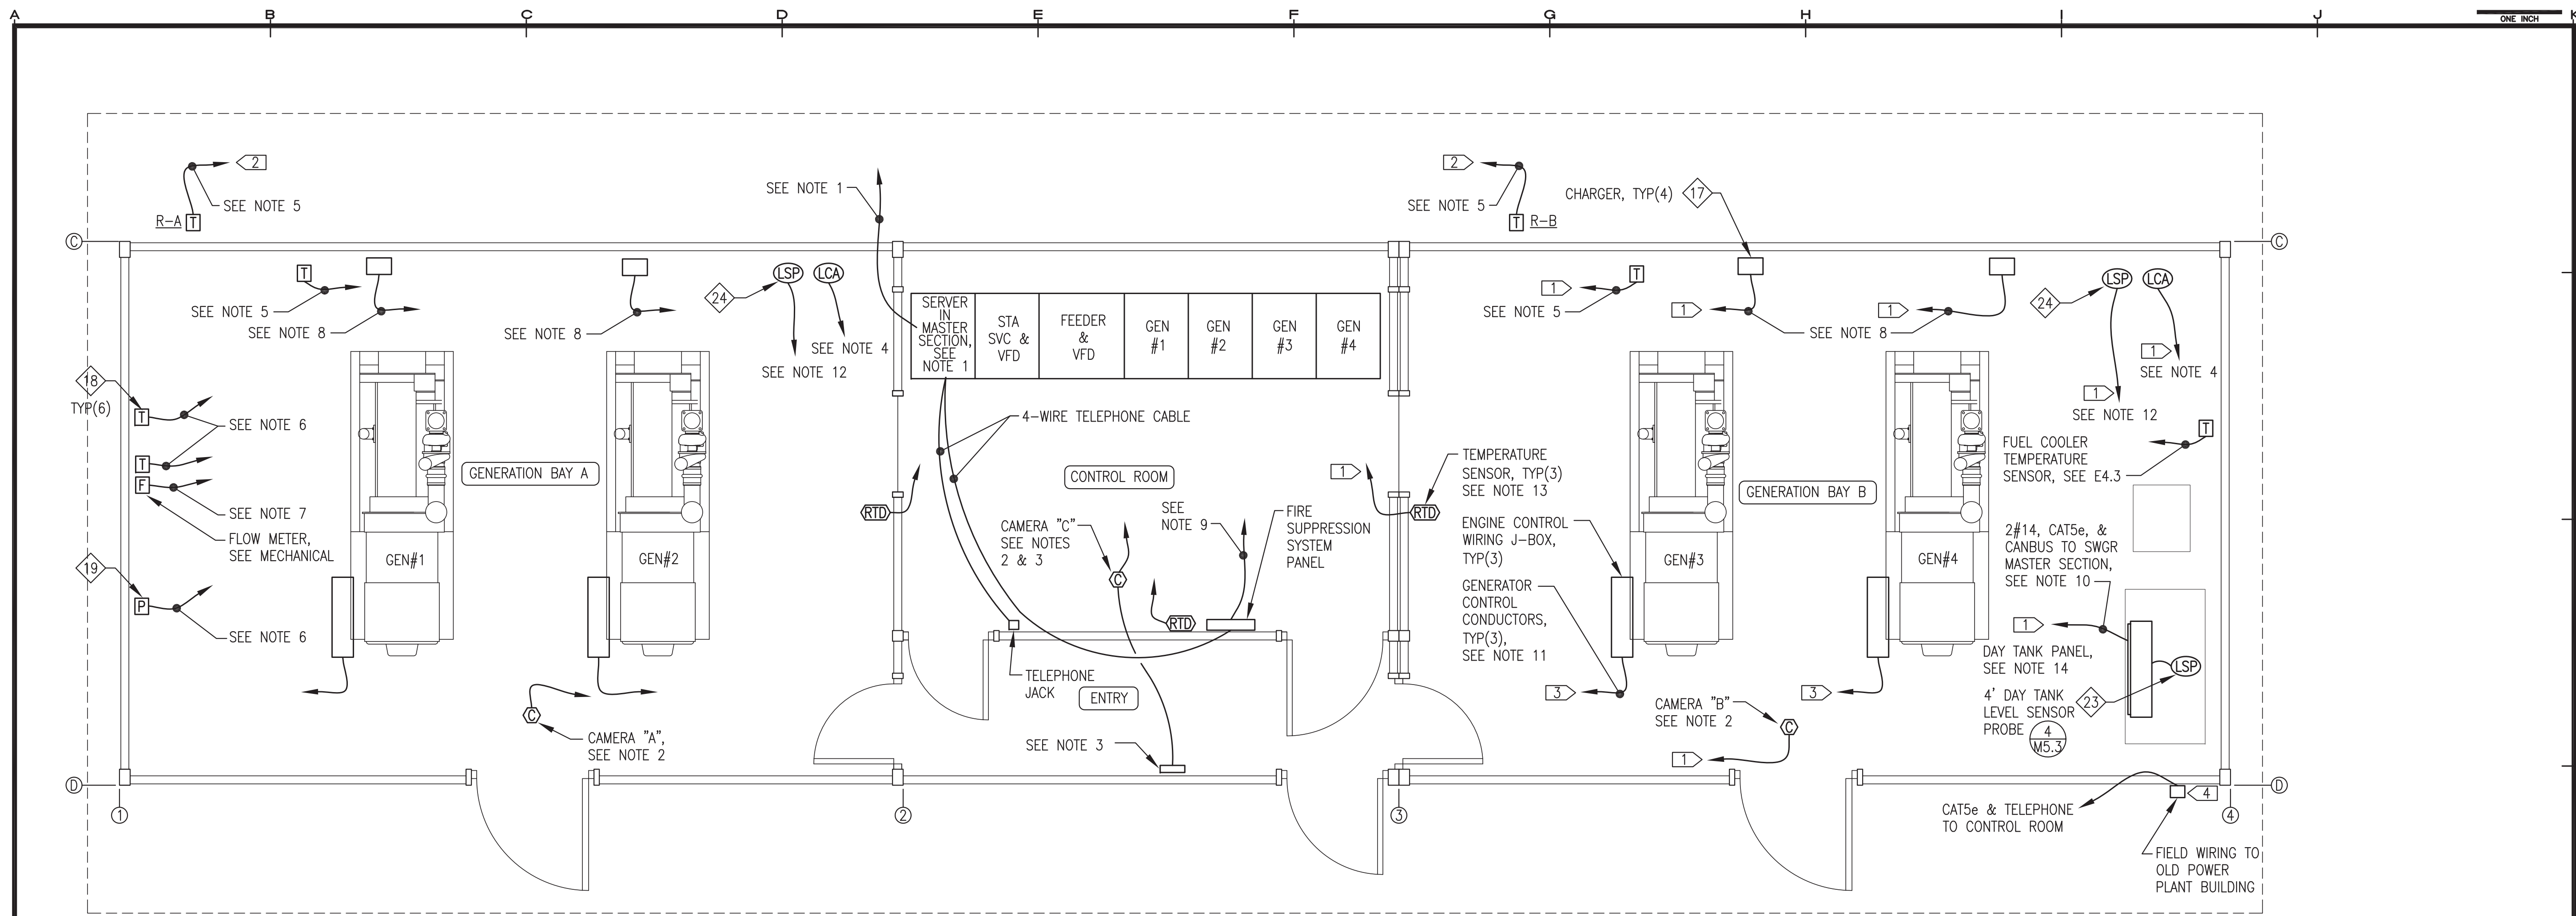 A B C D E F G H I J K
ONE INCH
2
SEE NOTE 5
R-A T
SEE NOTE 1
2
SEE NOTE 5
T R-B
CHARGER, TYP(4) 17
C
C
T
SEE NOTE 5
SEE NOTE 8
SEE NOTE 8
24
LSP LCA
SEE NOTE 4
SEE NOTE 12
SERVER
IN
MASTER
SECTION,
SEE
NOTE 1
STA
SVC &
VFD
FEEDER
&
VFD
GEN
#1
GEN
#2
GEN
#3
GEN
#4
1
T
SEE NOTE 5
1
1
SEE NOTE 8
24
LSP LCA
1
SEE NOTE 4
1
SEE NOTE 12
18
TYP(6)
T
SEE NOTE 6
T
F
SEE NOTE 7
FLOW METER,
SEE MECHANICAL
19
P
SEE NOTE 6
GENERATION BAY A
GEN#1
GEN#2
C
CAMERA "A",
SEE NOTE 2
RTD
4-WIRE TELEPHONE CABLE
CONTROL ROOM
CAMERA "C"
SEE NOTES
2 & 3
C
SEE
NOTE 9
FIRE
SUPPRESSION
SYSTEM
PANEL
RTD
TELEPHONE
JACK
ENTRY
SEE NOTE 3
1
RTD
TEMPERATURE
SENSOR, TYP(3)
SEE NOTE 13
ENGINE CONTROL
WIRING J-BOX,
TYP(3)
GENERATOR
CONTROL
CONDUCTORS,
TYP(3),
SEE NOTE 11
3
GENERATION BAY B
GEN#3
GEN#4
3
CAMERA "B"
SEE NOTE 2
C
1
T
FUEL COOLER
TEMPERATURE
SENSOR, SEE E4.3
2#14, CAT5e, &
CANBUS TO SWGR
MASTER SECTION,
SEE NOTE 10
1
DAY TANK PANEL,
SEE NOTE 14
LSP
4' DAY TANK
LEVEL SENSOR
PROBE
23
4
M5.3
D
D
1
2
3
4
4
CAT5e & TELEPHONE
TO CONTROL ROOM
FIELD WIRING TO
OLD POWER
PLANT BUILDING